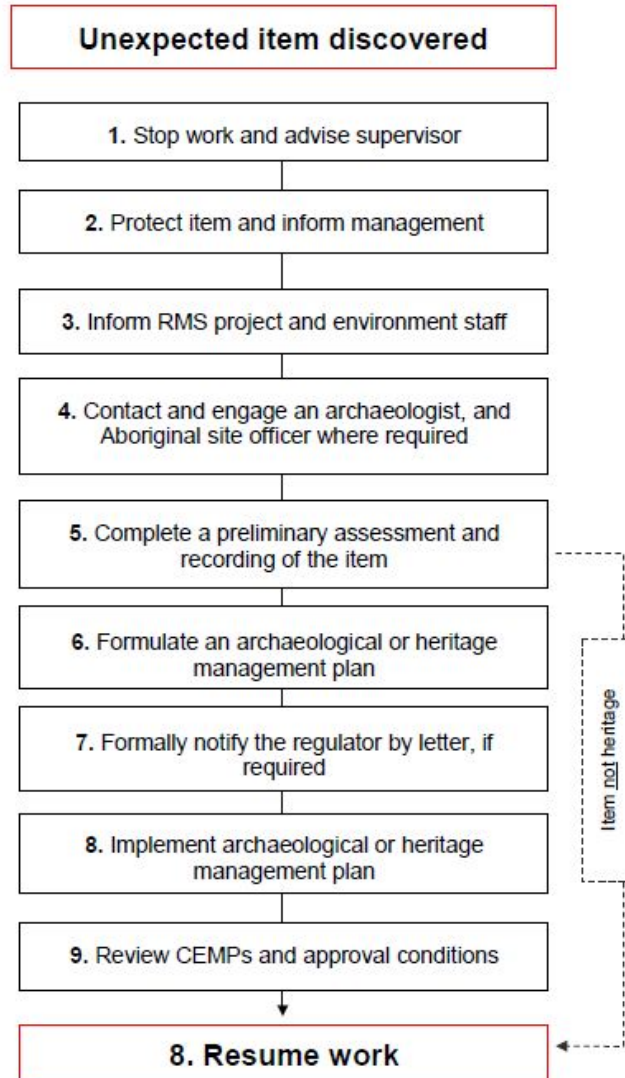 Unexpected item discovered
1. Stop work and advise supervisor
2. Protect item and inform management
3. Inform RMS project and environment staff
4. Contact and engage an archaeologist, and
Aboriginal site officer where required
5. Complete a preliminary assessment and
recording of the item
6. Formulate an archaeological or heritage
management plan
7. Formally notify the regulator by letter, if
required
8. Implement archaeological or heritage
management plan
9. Review CEMPs and approval conditions
Item not heritage
8. Resume work